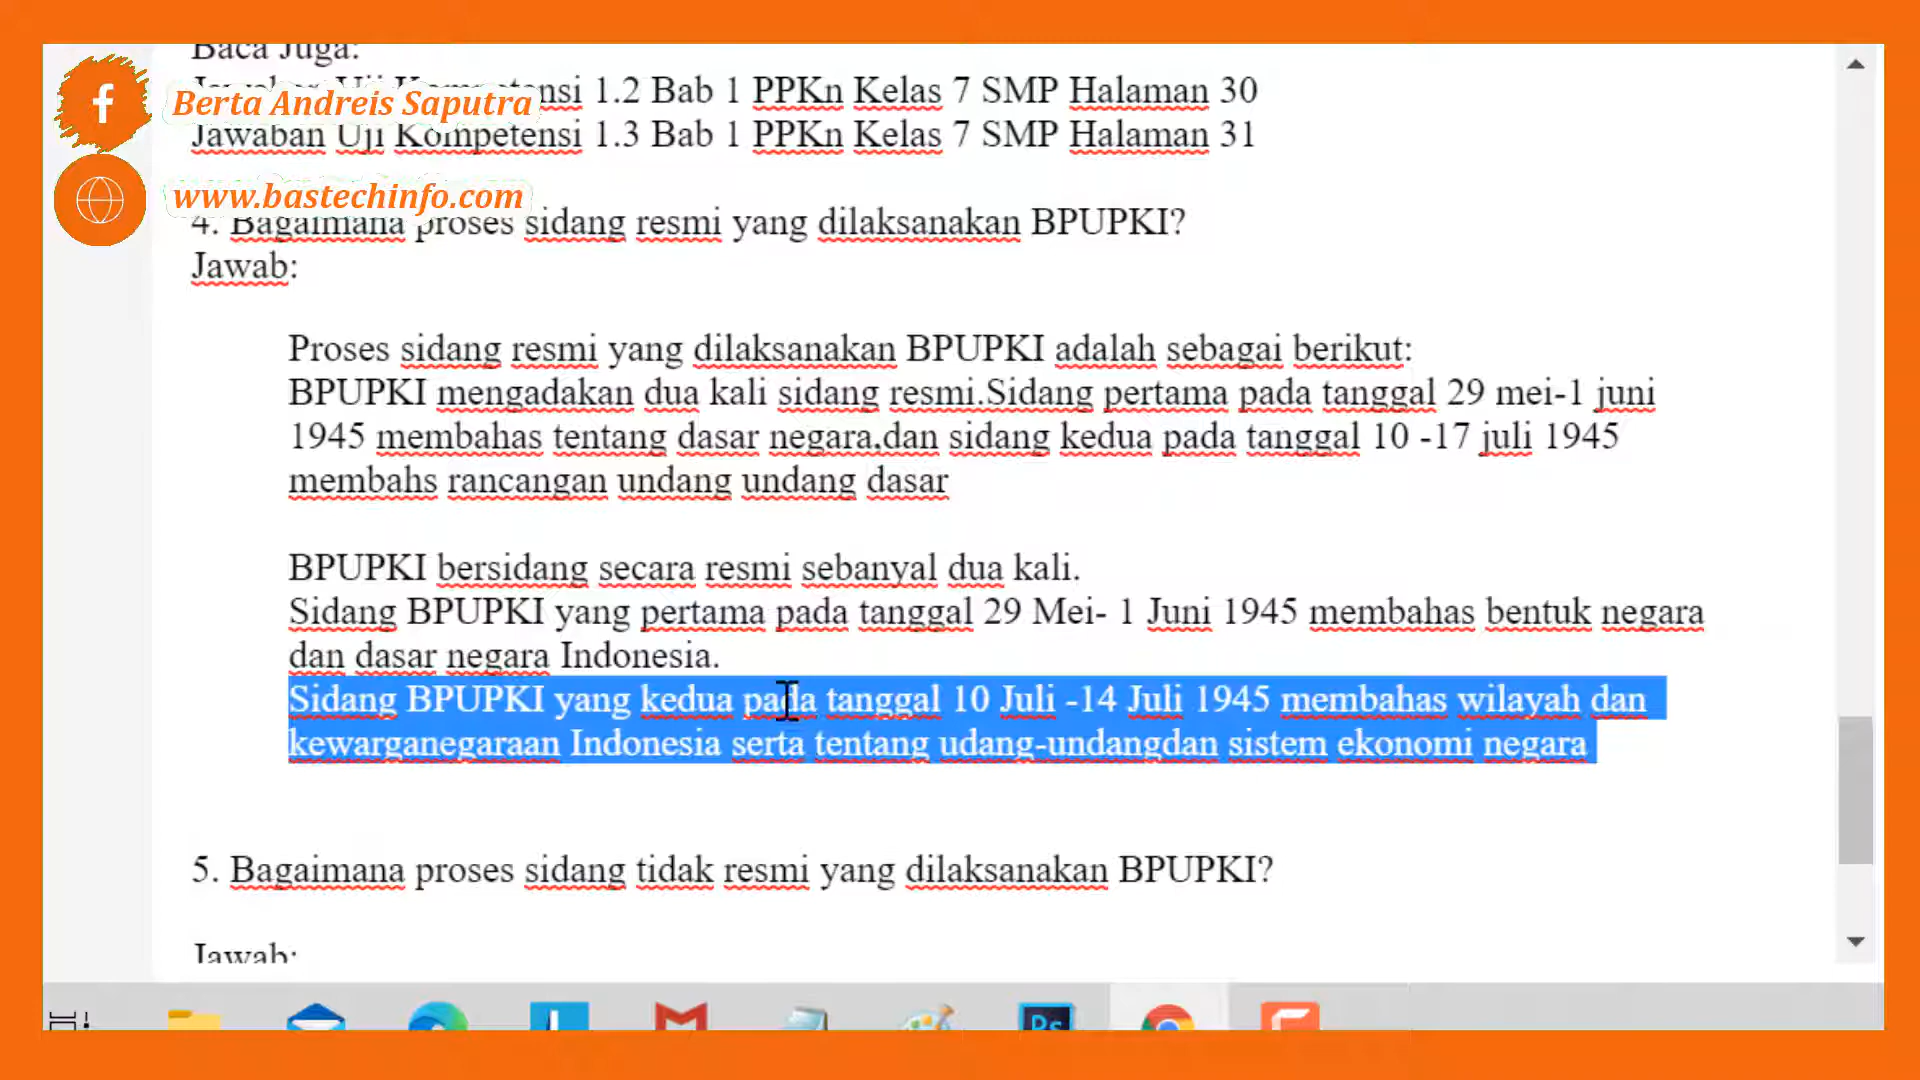 Baca Juga:
Jawaban Uji Kompetensi 1.2 Bab 1 PPKn Kelas 7 SMP Halaman 30
Berta Andreis Saputra
Jawaban Uji Kompetensi 1.3 Bab 1 PPKn Kelas 7 SMP Halaman 31
www.bastechinfo.com
4. Bagaimana proses sidang resmi yang dilaksanakan BPUPKI?
Jawab:
Proses sidang resmi yang dilaksanakan BPUPKI adalah sebagai berikut:
BPUPKI mengadakan dua kali sidang resmi.Sidang pertama pada tanggal 29 mei-1 juni
1945 membahas tentang dasar negara,dan sidang kedua pada tanggal 10 -17 juli 1945
membahs rancangan undang undang dasar
BPUPKI bersidang secara resmi sebanyal dua kali.
Sidang BPUPKI yang pertama pada tanggal 29 Mei- 1 Juni 1945 membahas bentuk negara
dan dasar negara Indonesia.
Sidang BPUPKI yang kedua pada tanggal 10 Juli -14 Juli 1945 membahas wilayah dan
kewarganegaraan Indonesia serta tentang udang-undangdan sistem ekonomi negara
5. Bagaimana proses sidang tidak resmi yang dilaksanakan BPUPKI?
Jawab:
Ps